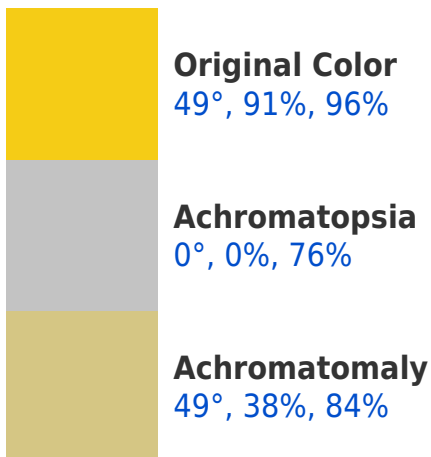 Original Color
49°, 91%, 96%
Achromatopsia
0°, 0%, 76%
Achromatomaly
49°, 38%, 84%